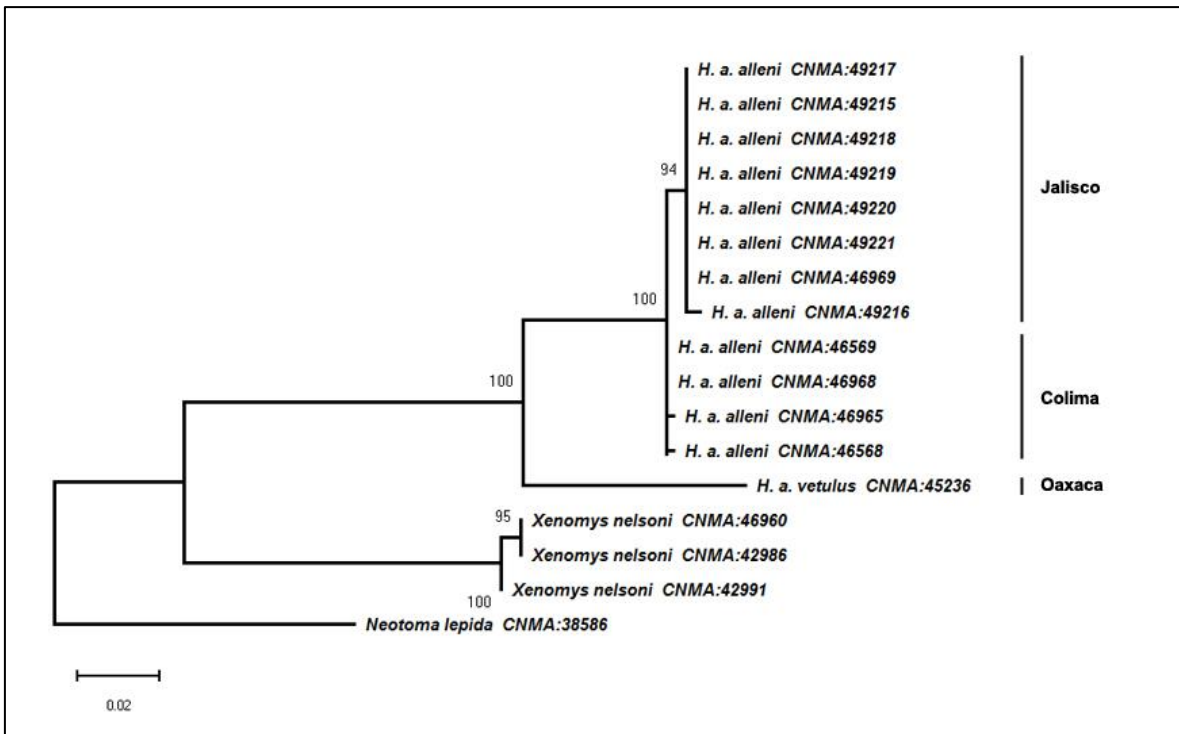 H. a. alleni CNMA:49217
H. a. alleni CNMA:49215
H. a. alleni CNMA:49218
94
H. a. alleni CNMA:49219
Jalisco
H. a. alleni CNMA:49220
H. a. alleni CNMA:49221
H. a. alleni CNMA:46969
100
H. a. alleni CNMA:49216
H. a. alleni CNMA:46569
100
H. a. alleni CNMA:46968
Colima
H. a. alleni CNMA:46965
H. a. alleni CNMA:46568
H. a. vetulus CNMA:45236
Oaxaca
95
Xenomys nelsoni CNMA:46960
Xenomys nelsoni CNMA:42986
Xenomys nelsoni CNMA:42991
100
Neotoma lepida CNMA:38586
0.02